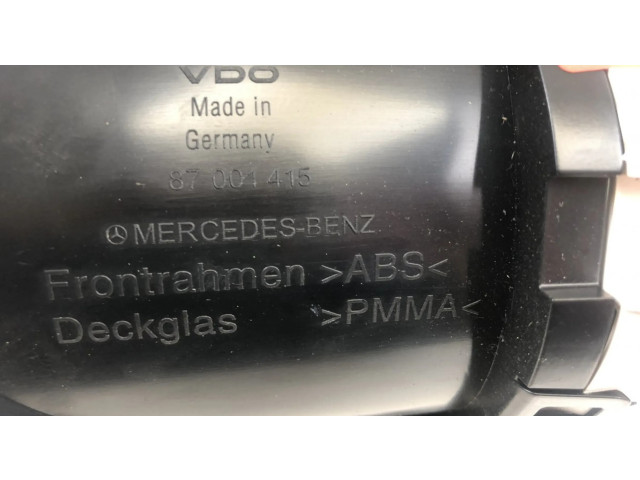 VDO
Made in
Germany
87 001 415
MERCEDES-BENZ
Frontrahmen >ABS<
Deckglas >PMMA<